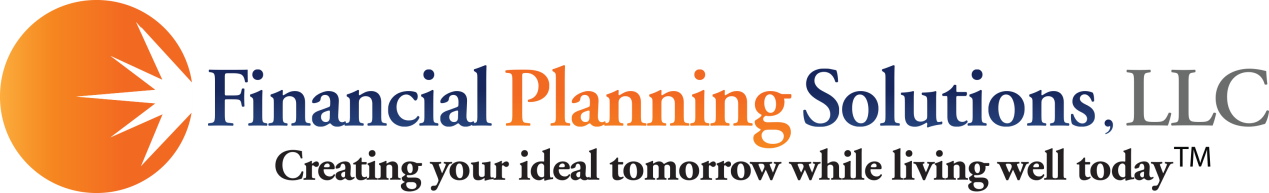 Financial Planning Solutions, LLC
Creating your ideal tomorrow while living well today™